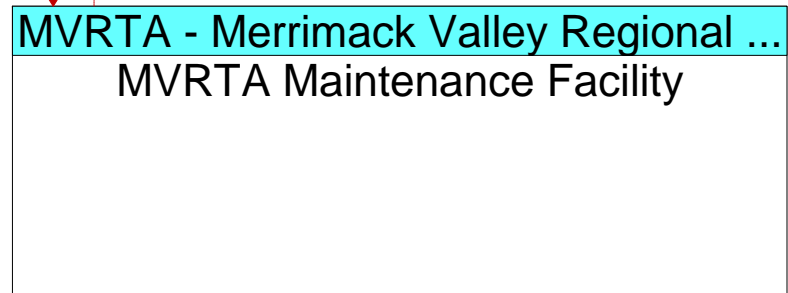 MVRTA - Merrimack Valley Regional ...
MVRTA Maintenance Facility